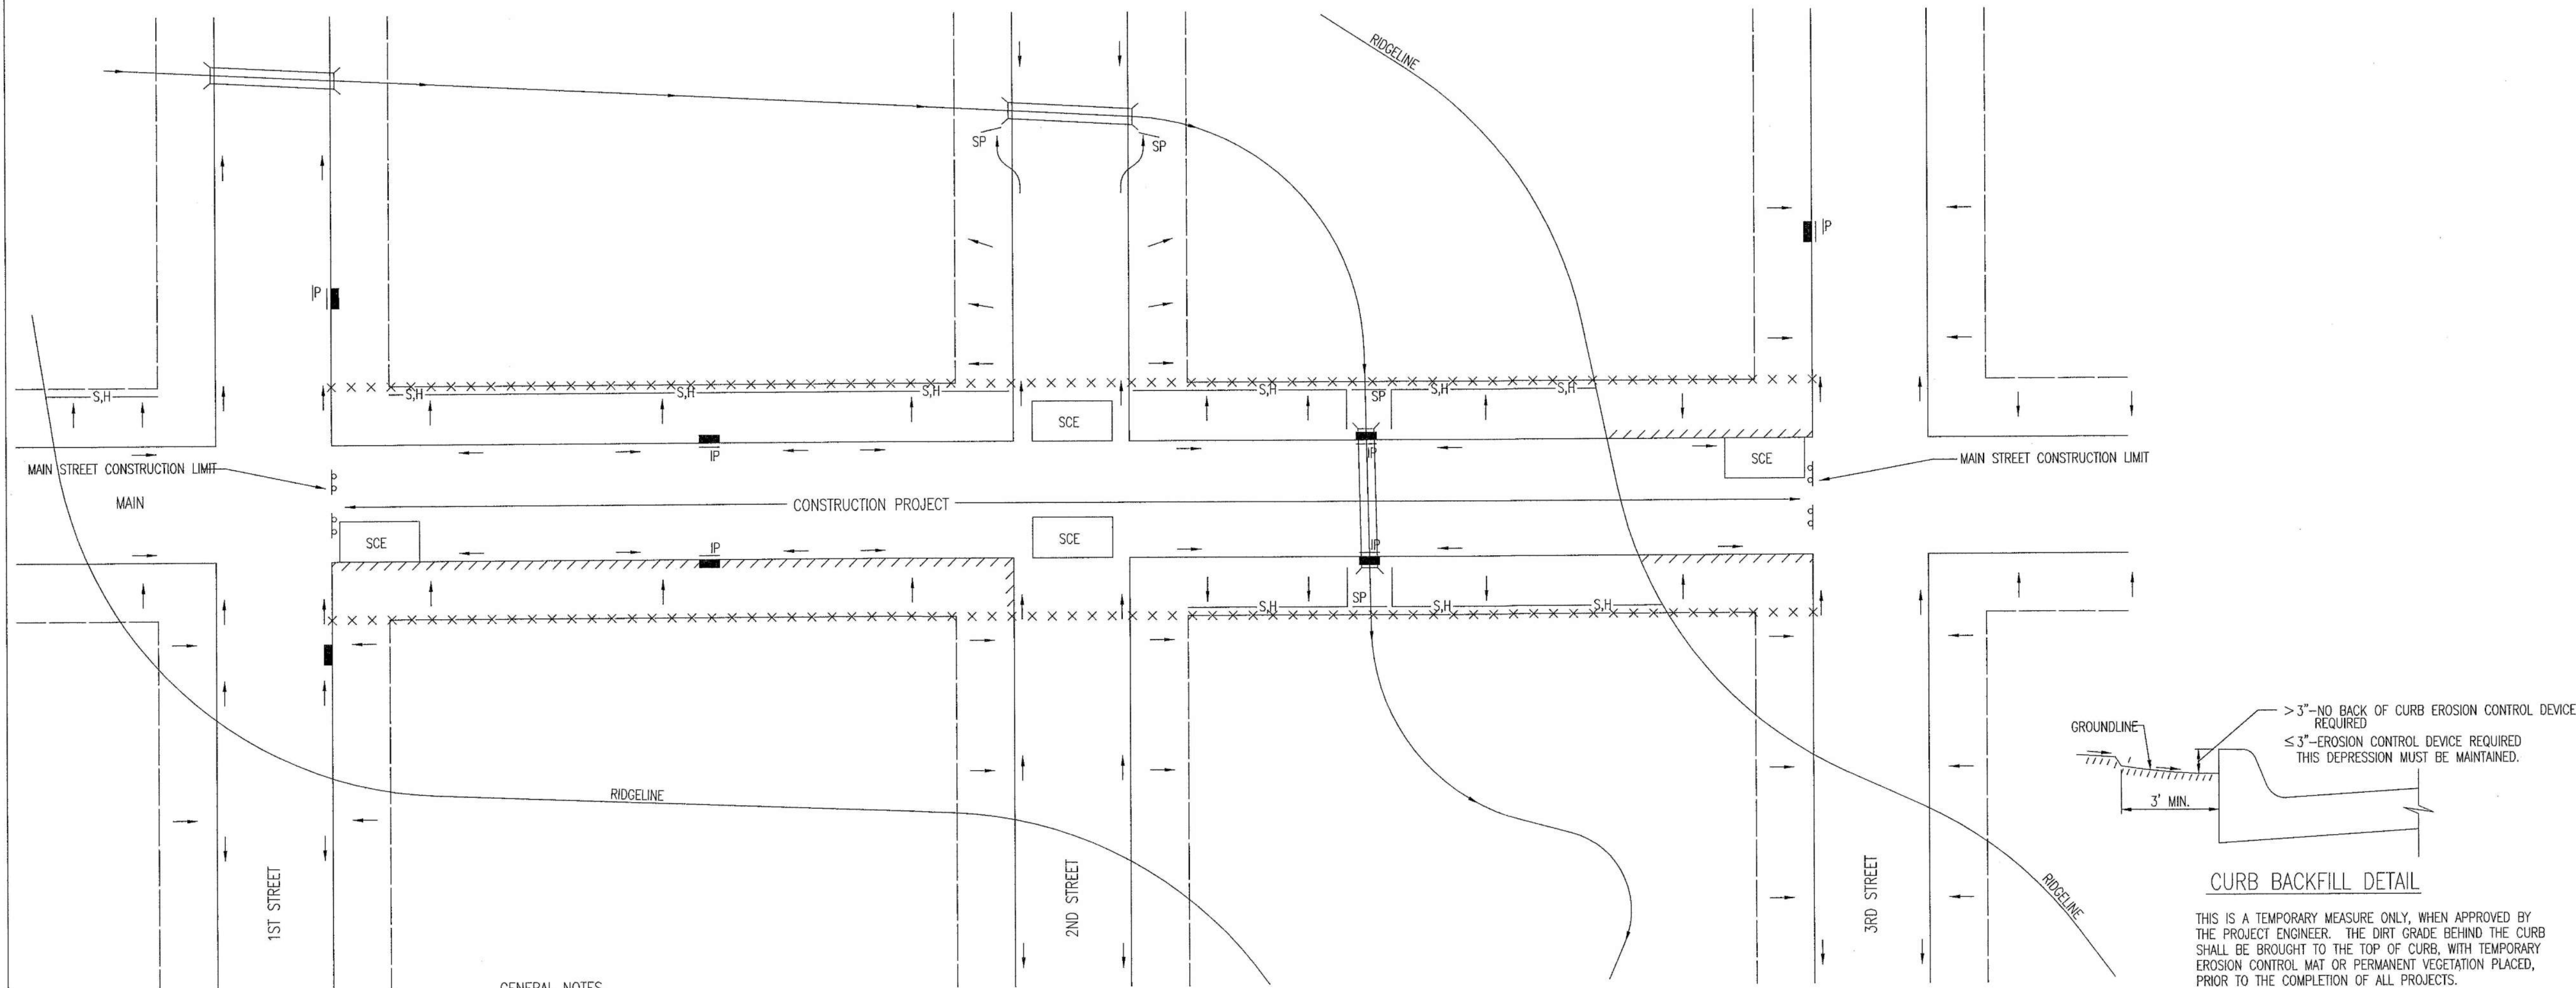 RIDGELINE
SP
SP
IP
IP
S,H
S,H
S,H
S,H
S,H
SP
S,H
S,H
SCE
IP
IP
SCE
MAIN STREET CONSTRUCTION LIMIT
MAIN STREET CONSTRUCTION LIMIT
MAIN
CONSTRUCTION PROJECT
SCE
SCE
IP
IP
S,H
SP
S,H
S,H
RIDGELINE
1ST STREET
2ND STREET
3RD STREET
RIDGELINE
GROUNDLINE
>3"-NO BACK OF CURB EROSION CONTROL DEVICE
REQUIRED
≤3"-EROSION CONTROL DEVICE REQUIRED
THIS DEPRESSION MUST BE MAINTAINED.
3' MIN.
CURB BACKFILL DETAIL
THIS IS A TEMPORARY MEASURE ONLY, WHEN APPROVED BY
THE PROJECT ENGINEER. THE DIRT GRADE BEHIND THE CURB
SHALL BE BROUGHT TO THE TOP OF CURB, WITH TEMPORARY
EROSION CONTROL MAT OR PERMANENT VEGETATION PLACED,
PRIOR TO THE COMPLETION OF ALL PROJECTS.
GENERAL NOTES